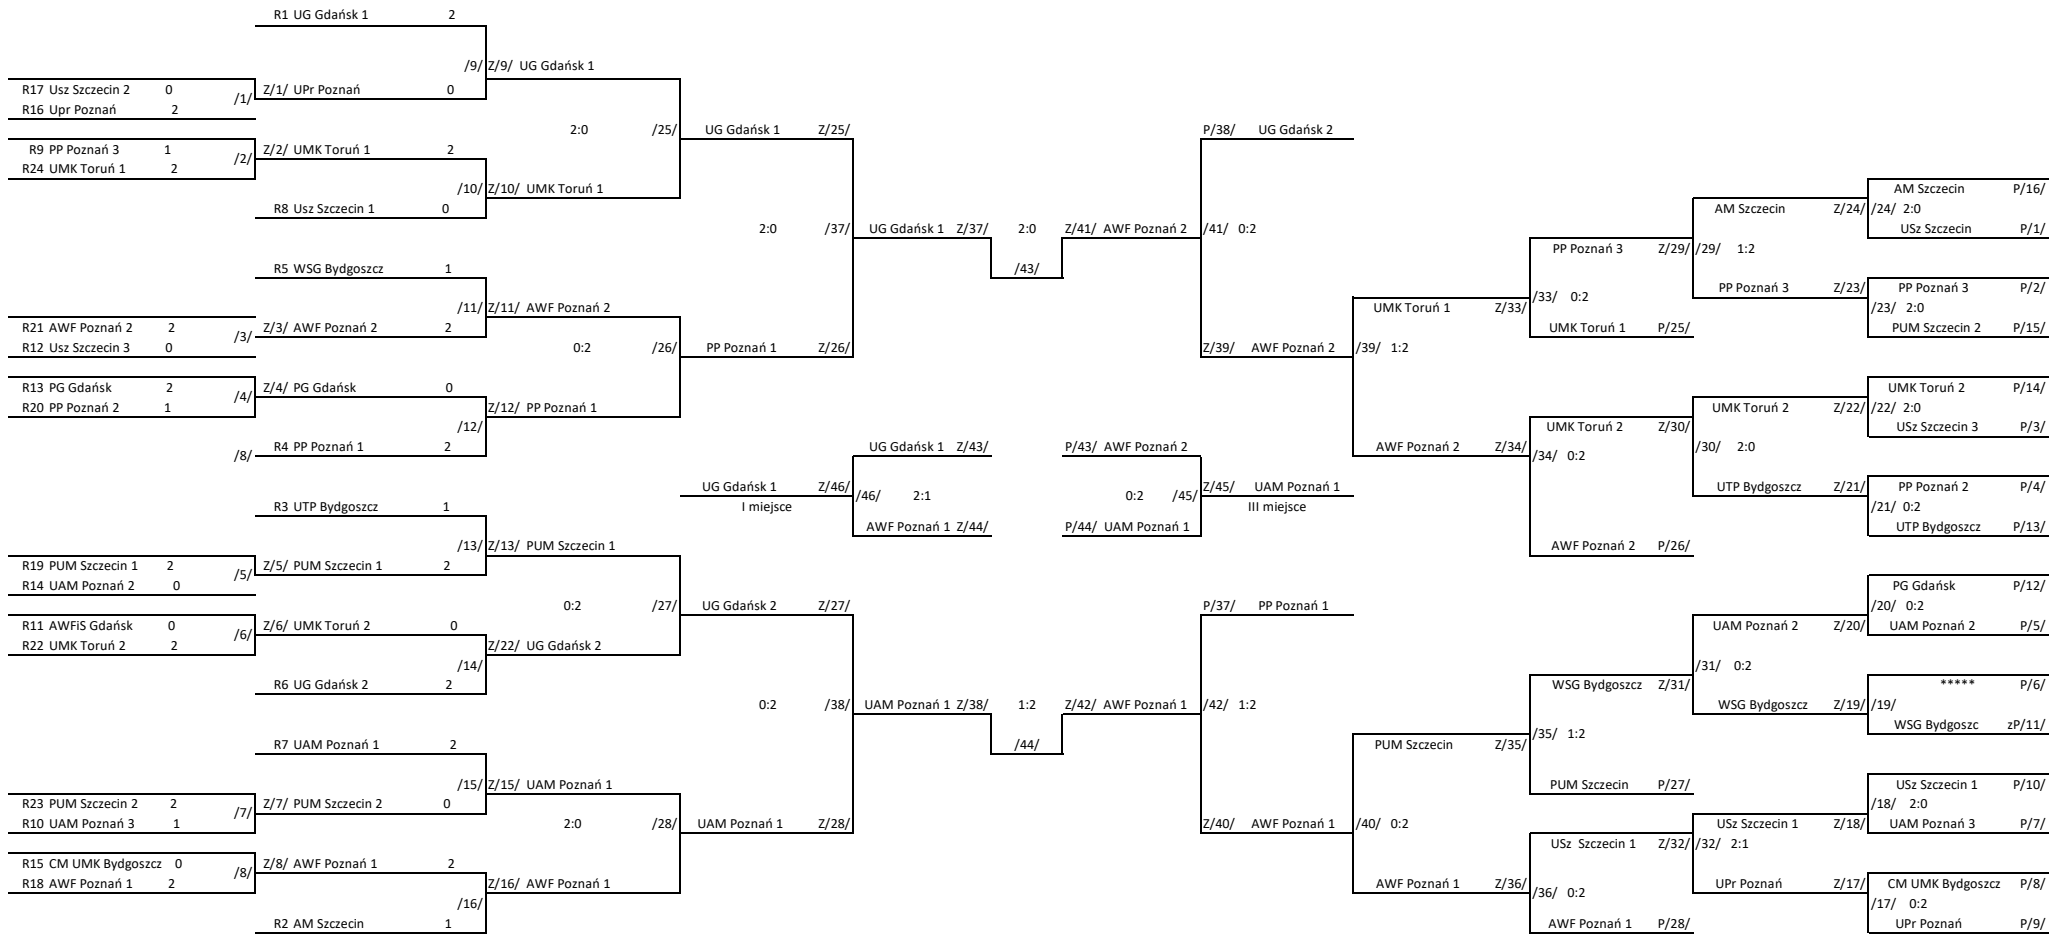 R1 UG Gdańsk 1 2
/9/ Z/9/ UG Gdańsk 1
R17 Usz Szczecin 2 0
/1/ Z/1/ UPr Poznań 0
R16 Upr Poznań 2
2:0 /25/ UG Gdańsk 1 Z/25/
R9 PP Poznań 3 1
/2/ Z/2/ UMK Toruń 1 2
R24 UMK Toruń 1 2
/10/ Z/10/ UMK Toruń 1
R8 Usz Szczecin 1 0
2:0 /37/ UG Gdańsk 1 Z/37/
R5 WSG Bydgoszcz 1
/11/ Z/11/ AWF Poznań 2
R21 AWF Poznań 2 2
/3/ Z/3/ AWF Poznań 2 2
R12 Usz Szczecin 3 0
0:2 /26/ PP Poznań 1 Z/26/
R13 PG Gdańsk 2
/4/ Z/4/ PG Gdańsk 0
R20 PP Poznań 2 1
Z/12/ PP Poznań 1
/12/
/8/ R4 PP Poznań 1 2
R3 UTP Bydgoszcz 1
/13/ Z/13/ PUM Szczecin 1
R19 PUM Szczecin 1 2
/5/ Z/5/ PUM Szczecin 1 2
R14 UAM Poznań 2 0
0:2 /27/ UG Gdańsk 2 Z/27/
R11 AWFiS Gdańsk 0
/6/ Z/6/ UMK Toruń 2 0
R22 UMK Toruń 2 2
Z/22/ UG Gdańsk 2
/14/
R6 UG Gdańsk 2 2
0:2 /38/ UAM Poznań 1 Z/38/
R7 UAM Poznań 1 2
/15/ Z/15/ UAM Poznań 1
R23 PUM Szczecin 2 2
/7/ Z/7/ PUM Szczecin 2 0
R10 UAM Poznań 3 1
2:0 /28/ UAM Poznań 1 Z/28/
R15 CM UMK Bydgoszcz 0
/8/ Z/8/ AWF Poznań 1 2
R18 AWF Poznań 1 2
Z/16/ AWF Poznań 1
/16/
R2 AM Szczecin 1
2:0
/43/
UG Gdańsk 1 Z/43/
UG Gdańsk 1 Z/46/ /46/ 2:1
I miejsce
AWF Poznań 1 Z/44/
P/43/ AWF Poznań 2
0:2 /45/ Z/45/ UAM Poznań 1
III miejsce
P/44/ UAM Poznań 1
1:2
/44/
P/38/ UG Gdańsk 2
Z/41/ AWF Poznań 2 /41/ 0:2
Z/39/ AWF Poznań 2 /39/ 1:2
P/37/ PP Poznań 1
Z/42/ AWF Poznań 1 /42/ 1:2
Z/40/ AWF Poznań 1 /40/ 0:2
UMK Toruń 1 Z/33/ /33/ 0:2
AWF Poznań 2 Z/34/ /34/ 0:2
PUM Szczecin Z/35/ /35/ 1:2
AWF Poznań 1 Z/36/ /36/ 0:2
PP Poznań 3 Z/29/ /29/ 1:2
UMK Toruń 1 P/25/
UMK Toruń 2 Z/30/ /30/ 2:0
AWF Poznań 2 P/26/
WSG Bydgoszcz Z/31/ /31/ 0:2
PUM Szczecin P/27/
USz Szczecin 1 Z/32/ /32/ 2:1
AWF Poznań 1 P/28/
AM Szczecin Z/24/ /24/ 2:0
PP Poznań 3 Z/23/ /23/ 2:0
UMK Toruń 2 Z/22/ /22/ 2:0
UTP Bydgoszcz Z/21/ /21/ 0:2
UAM Poznań 2 Z/20/ /20/ 0:2
WSG Bydgoszcz Z/19/ /19/
USz Szczecin 1 Z/18/ /18/ 2:0
UPr Poznań Z/17/ /17/ 0:2
AM Szczecin P/16/
USz Szczecin P/1/
PP Poznań 3 P/2/
PUM Szczecin 2 P/15/
UMK Toruń 2 P/14/
USz Szczecin 3 P/3/
PP Poznań 2 P/4/
UTP Bydgoszcz P/13/
PG Gdańsk P/12/
UAM Poznań 2 P/5/
***** P/6/
WSG Bydgoszc zP/11/
USz Szczecin 1 P/10/
UAM Poznań 3 P/7/
CM UMK Bydgoszcz P/8/
UPr Poznań P/9/